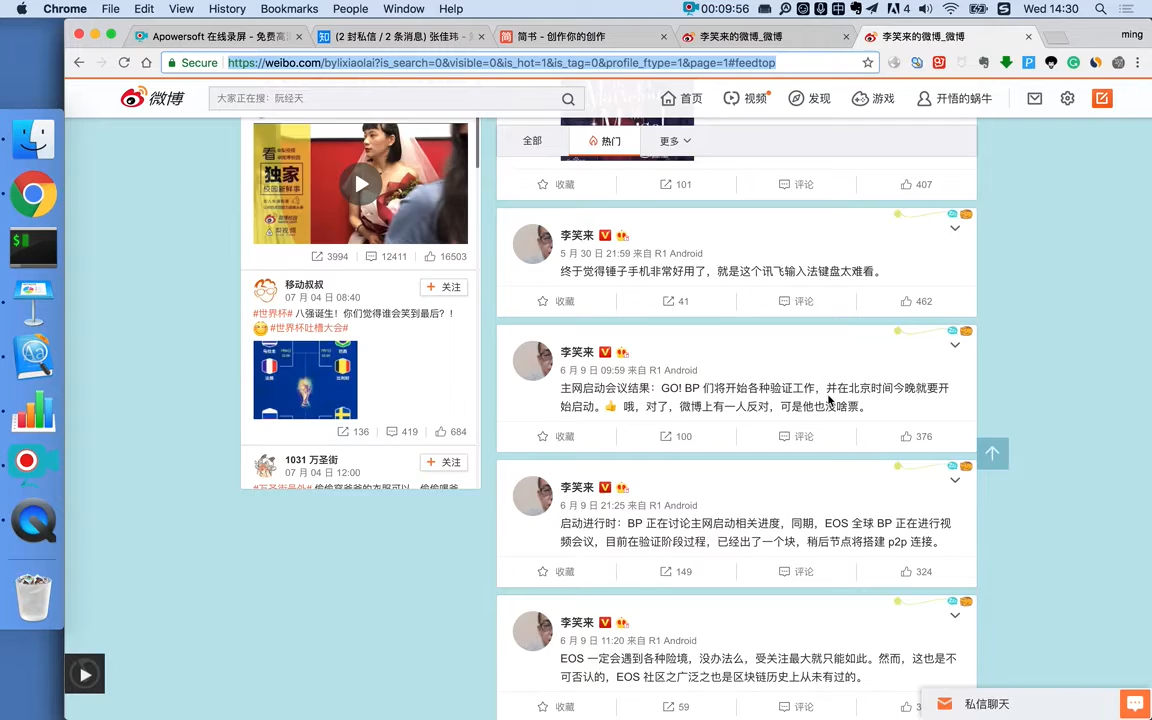 Chrome File Edit View History Bookmarks People Window Help 00:09:56 4 Wed 14:30
Apowersoft 在线录屏 - 免费高
(2 封私信 / 2 条消息) 张佳玮 -
简书 - 创作你的创作
李笑来的微博_微博
李笑来的微博_微博
ming
Secure https://weibo.com/bylixiaolai?is_search=0&visible=0&is_hot=1&is_tag=0&profile_ftype=1&page=1#feedtop
微博
大家正在搜：阮经天
首页 视频 发现 游戏 开悟的蜗牛
全部 热门 更多
看
独家
校园新鲜事
3994 12411 16503
移动叔叔
07 月 04 日 08:40
+ 关注
#世界杯# 八强诞生！你们觉得谁会笑到最后？！
#世界杯吐槽大会#
136 419 684
1031 万圣街
07 月 04 日 12:00
+ 关注
收藏 101 评论 407
李笑来
5 月 30 日 21:59 来自 R1 Android
终于觉得锤子手机非常好用了，就是这个讯飞输入法键盘太难看。
收藏 41 评论 462
李笑来
6 月 9 日 09:59 来自 R1 Android
主网启动会议结果：GO! BP 们将开始各种验证工作，并在北京时间今晚就要开
始启动。 哦，对了，微博上有一人反对，可是他也没啥票。
收藏 100 评论 376
李笑来
6 月 9 日 21:25 来自 R1 Android
启动进行时：BP 正在讨论主网启动相关进度，同期，EOS 全球 BP 正在进行视
频会议，目前在验证阶段过程，已经出了一个块，稍后节点将搭建 p2p 连接。
收藏 149 评论 324
李笑来
6 月 9 日 11:20 来自 R1 Android
EOS 一定会遇到各种险境，没办法么，受关注最大就只能如此。然而，这也是不
可否认的，EOS 社区之广泛之也是区块链历史上从未有过的。
收藏 59 评论
私信聊天